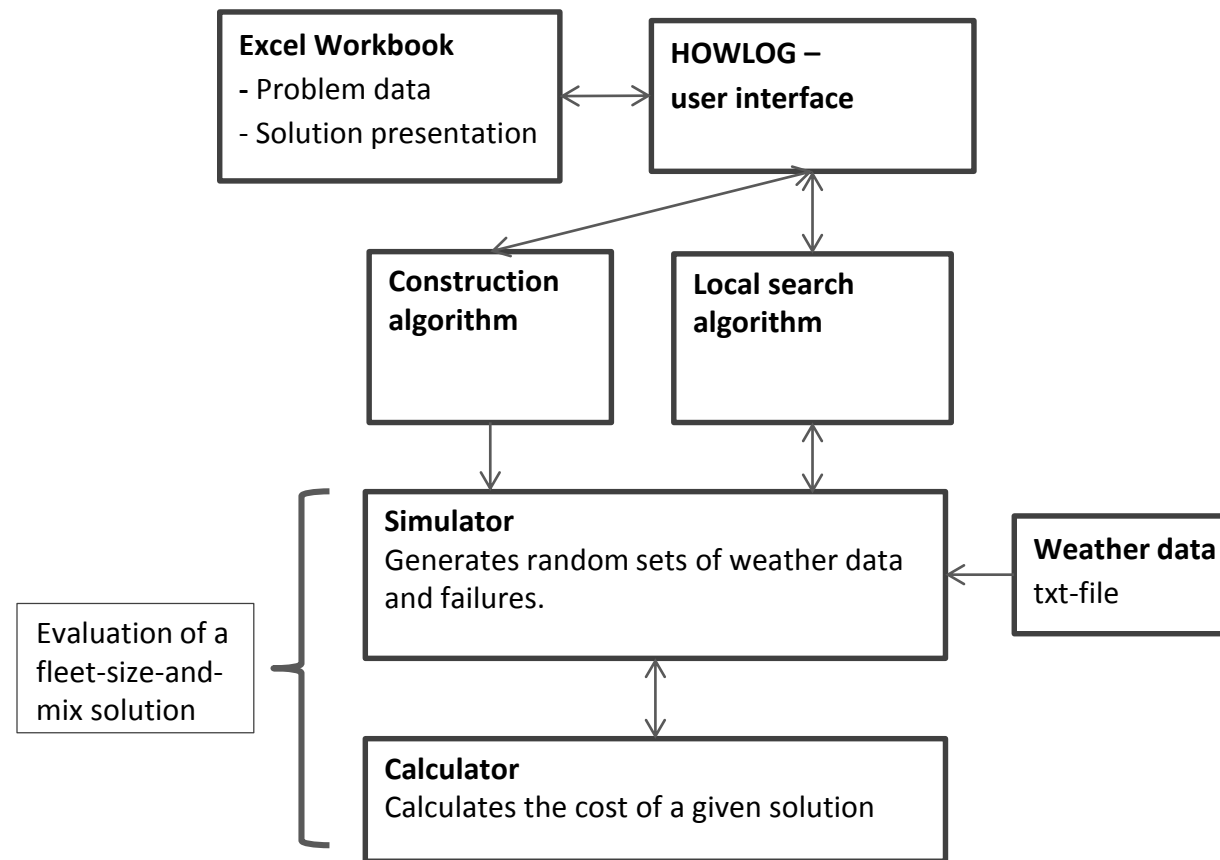 Excel Workbook
- Problem data
- Solution presentation
HOWLOG –
user interface
Construction
algorithm
Local search
algorithm
Simulator
Generates random sets of weather data
and failures.
Weather data
txt-file
Evaluation of a
fleet-size-and-
mix solution
Calculator
Calculates the cost of a given solution